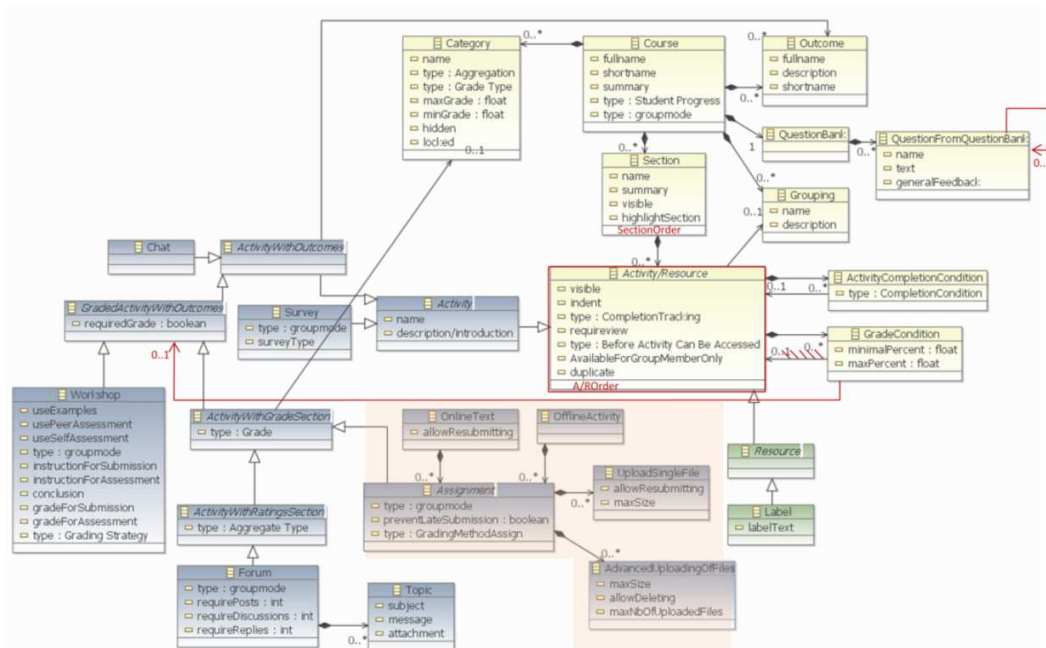 Category
name
type : Aggregation
type : Grade Type
maxGrade : float
minGrade : float
hidden
locked
0..1
0..*
Course
fullname
shortname
summary
type : Student Progress
type : groupmode
0..*
Outcome
fullname
description
shortname
0..*
QuestionBank
1
0..*
QuestionFromQuestionBank
name
text
generalFeedback
0..
0..*
Section
name
summary
visible
highlightSection
SectionOrder
0..*
0..*
Grouping
name
description
0..1
Chat
ActivityWithOutcomes
GradedActivityWithOutcomes
requiredGrade : boolean
0..1
Survey
type : groupmode
surveyType
Activity
name
description/introduction
Activity/Resource
visible
indent
type : CompletionTracking
requireview
type : Before Activity Can Be Accessed
AvailableForGroupMemberOnly
duplicate
A/ROrder
0..1
0..*
ActivityCompletionCondition
type : CompletionCondition
0..1
0..*
GradeCondition
minimalPercent : float
maxPercent : float
Workshop
useExamples
usePeerAssessment
useSelfAssessment
type : groupmode
instructionForSubmission
instructionForAssessment
conclusion
gradeForSubmission
gradeForAssessment
type : Grading Strategy
ActivityWithGradeSection
type : Grade
OnlineText
allowResubmitting
0..*
OfflineActivity
0..*
Assignment
type : groupmode
preventLateSubmission : boolean
type : GradingMethodAssign
0..*
UploadSingleFile
allowResubmitting
maxSize
Resource
Label
labelText
ActivityWithRatingsSection
type : Aggregate Type
0..*
AdvancedUploadingOfFiles
maxSize
allowDeleting
maxNbOfUploadedFiles
Forum
type : groupmode
requirePosts : int
requireDiscussions : int
requireReplies : int
0..*
Topic
subject
message
attachment